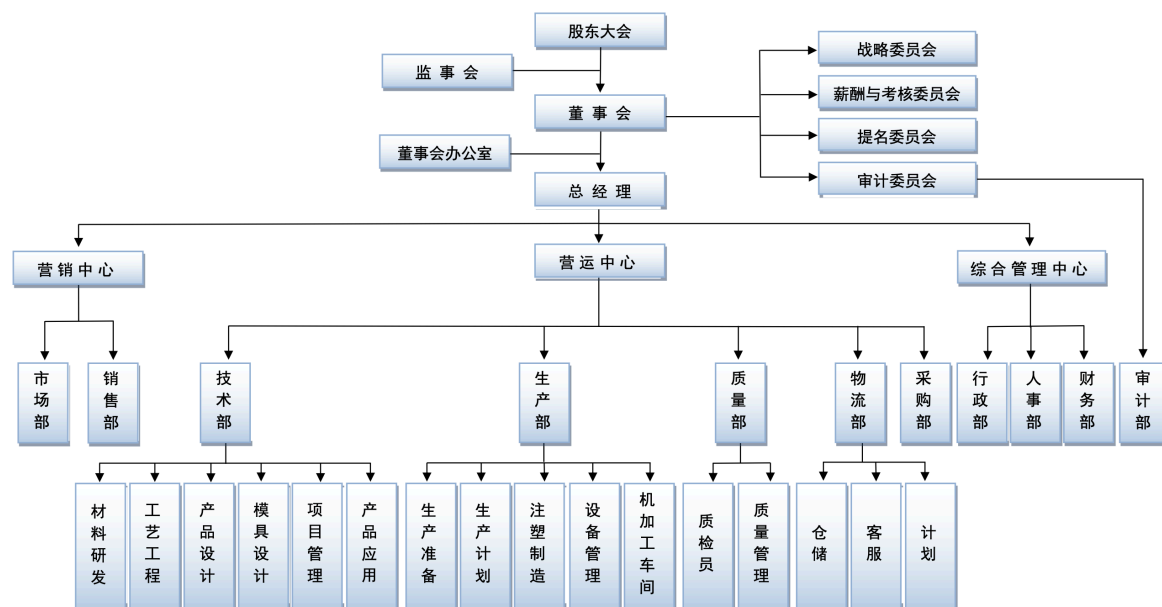 股东大会
监事会
董事会
董事会办公室
总经理
战略委员会
薪酬与考核委员会
提名委员会
审计委员会
营销中心
营运中心
综合管理中心
市场部
销售部
技术部
生产部
质量部
物流部
采购部
行政部
人事部
财务部
审计部
材料研发
工艺工程
产品设计
模具设计
项目管理
产品应用
生产准备
生产计划
注塑制造
设备管理
机加工车间
质检员
质量管理
仓储
客服
计划